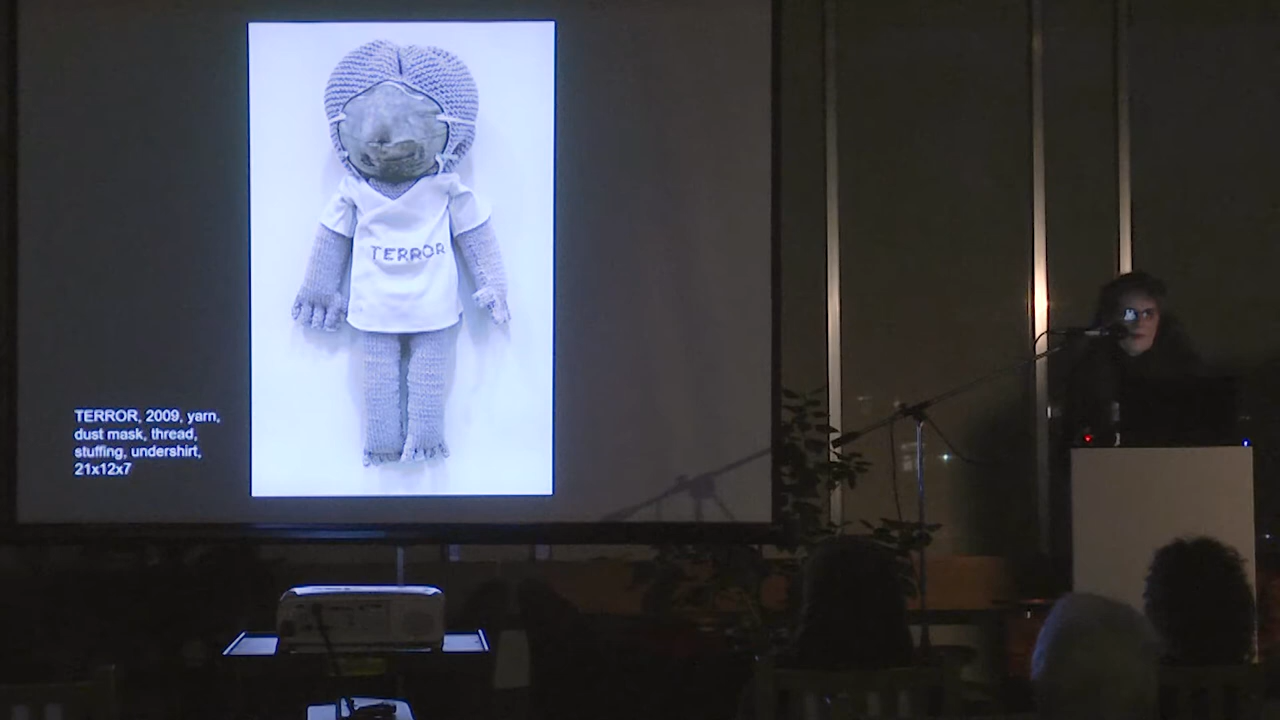 TERROR
TERROR, 2009, yarn,
dust mask, thread,
stuffing, undershirt,
21x12x7